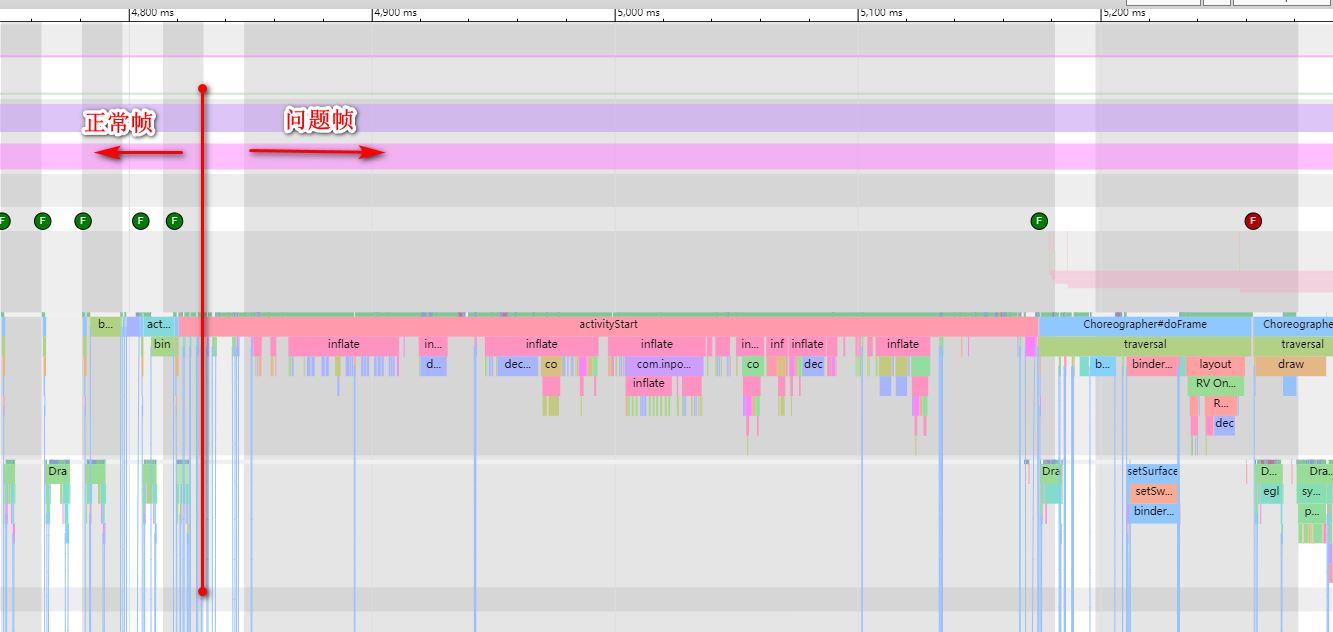 4,800 ms 4,900 ms 5,000 ms 5,100 ms 5,200 ms
正常帧 问题帧
F F F F F F F
b... act... activityStart Choreographer#doFrame Choreographe
bin inflate in... inflate inflate in... inf inflate inflate traversal traversal
d... dec... co com.inpo... co dec b... binder... layout draw
inflate RV On...
R...
dec
Dra Dra setSurface D... Dra...
setSw... egl sy...
binder... p...